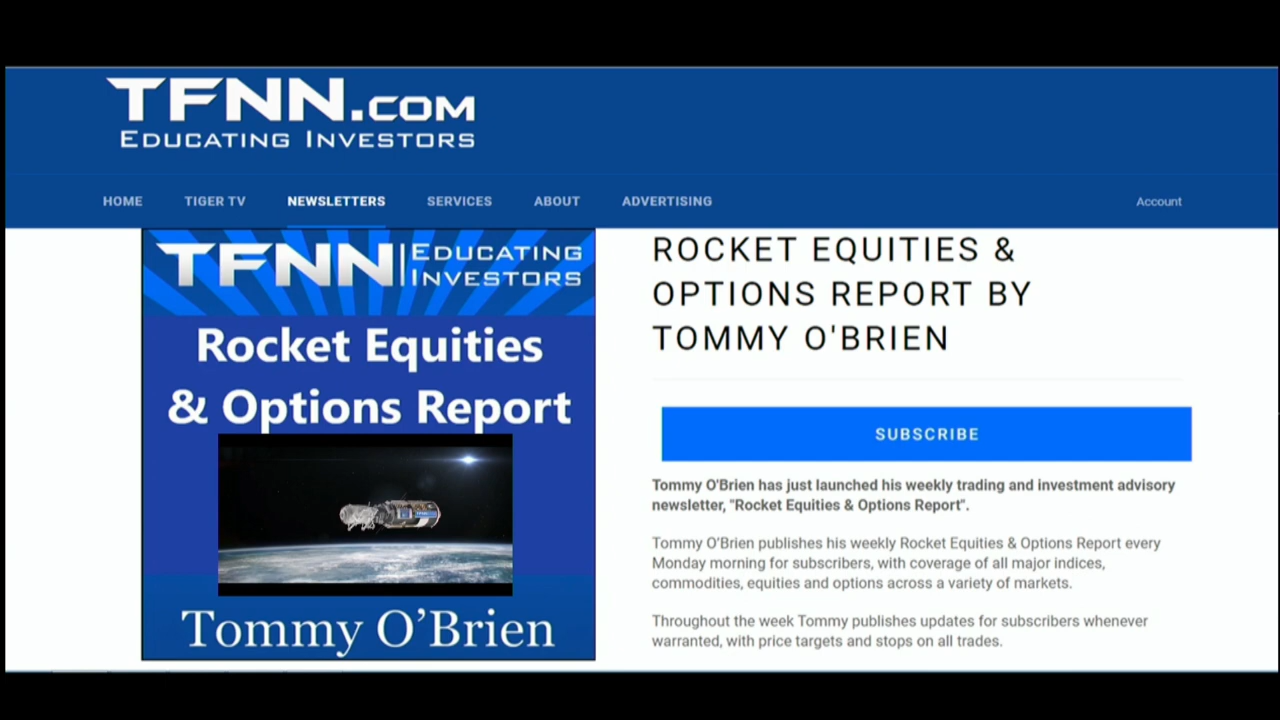 TFNN.COM
EDUCATING INVESTORS
HOME TIGER TV NEWSLETTERS SERVICES ABOUT ADVERTISING Account
TFNN | EDUCATING
INVESTORS
Rocket Equities
& Options Report
Tommy O’Brien
ROCKET EQUITIES &
OPTIONS REPORT BY
TOMMY O'BRIEN
SUBSCRIBE
Tommy O'Brien has just launched his weekly trading and investment advisory
newsletter, "Rocket Equities & Options Report".
Tommy O'Brien publishes his weekly Rocket Equities & Options Report every
Monday morning for subscribers, with coverage of all major indices,
commodities, equities and options across a variety of markets.
Throughout the week Tommy publishes updates for subscribers whenever
warranted, with price targets and stops on all trades.